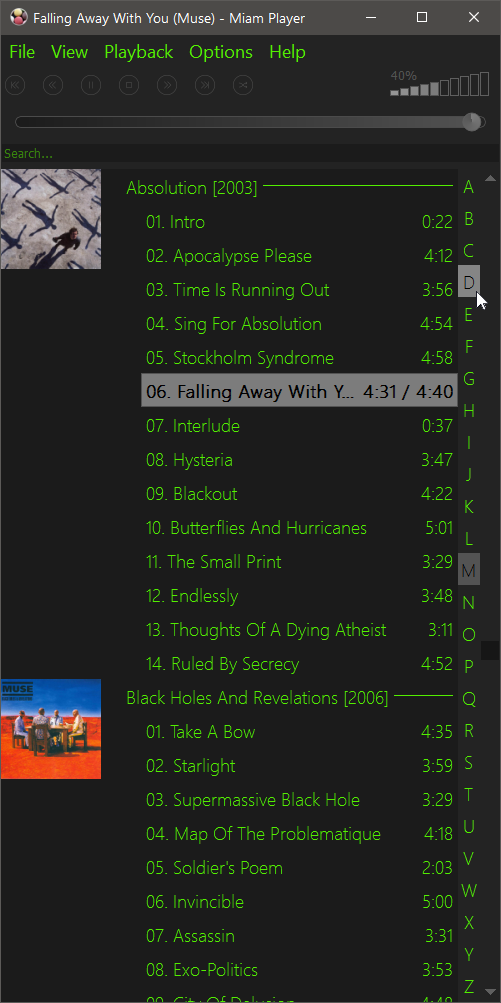 Falling Away With You (Muse) - Miam Player
File View Playback Options Help
40%
Search...
Absolution [2003]
01. Intro 0:22
02. Apocalypse Please 4:12
03. Time Is Running Out 3:56
04. Sing For Absolution 4:54
05. Stockholm Syndrome 4:58
06. Falling Away With Y... 4:31 / 4:40
07. Interlude 0:37
08. Hysteria 3:47
09. Blackout 4:22
10. Butterflies And Hurricanes 5:01
11. The Small Print 3:29
12. Endlessly 3:48
13. Thoughts Of A Dying Atheist 3:11
14. Ruled By Secrecy 4:52
MUSE
Black Holes And Revelations [2006]
01. Take A Bow 4:35
02. Starlight 3:59
03. Supermassive Black Hole 3:29
04. Map Of The Problematique 4:18
05. Soldier's Poem 2:03
06. Invincible 5:00
07. Assassin 3:31
08. Exo-Politics 3:53
09. City Of Delusion 4:48
A
B
C
D
E
F
G
H
I
J
K
L
M
N
O
P
Q
R
S
T
U
V
W
X
Y
Z